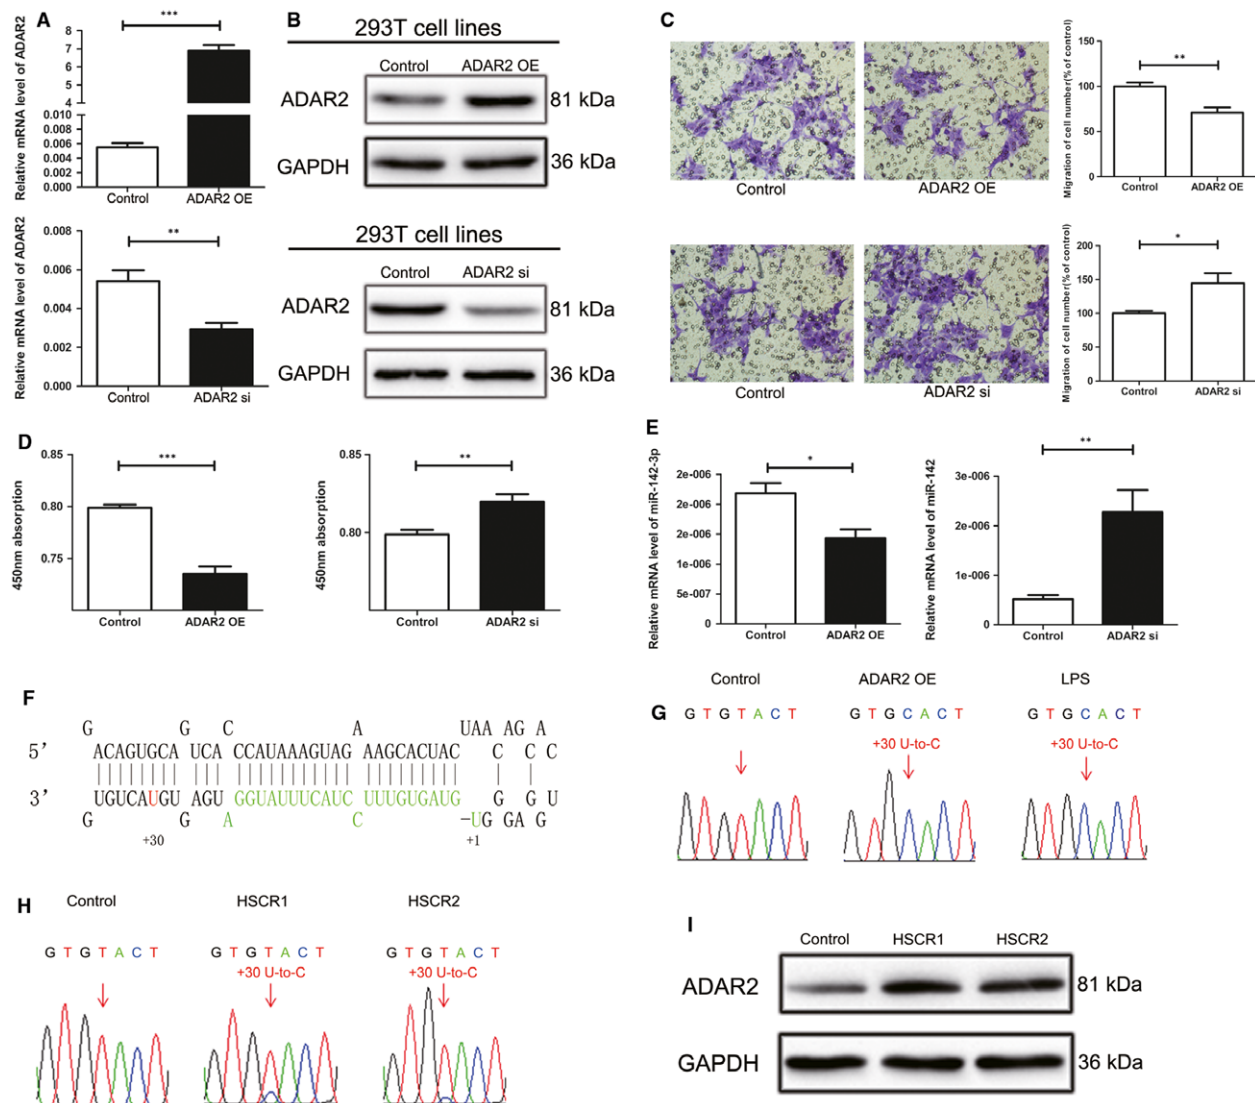 A
Relative mRNA level of ADAR2
***
8
7
6
5
4
0.010
0.008
0.006
0.004
0.002
0.000
Control
ADAR2 OE
Relative mRNA level of ADAR2
**
0.008
0.006
0.004
0.002
0.000
Control
ADAR2 si
B
293T cell lines
Control
ADAR2 OE
ADAR2
81 kDa
GAPDH
36 kDa
293T cell lines
Control
ADAR2 si
ADAR2
81 kDa
GAPDH
36 kDa
C
Control
ADAR2 OE
Migration of cell number(% of control)
**
150
100
50
0
Control
ADAR2 OE
Control
ADAR2 si
Migration of cell number(% of control)
*
200
150
100
50
0
Control
ADAR2 si
D
450nm absorption
***
0.85
0.80
0.75
Control
ADAR2 OE
450nm absorption
**
0.85
0.80
Control
ADAR2 si
E
Relative mRNA level of miR-142-3p
*
2e-006
2e-006
2e-006
1e-006
5e-007
0
Control
ADAR2 OE
Relative mRNA level of miR-142
**
3e-006
2e-006
1e-006
0
Control
ADAR2 si
F
G G C A UAA AG A
5' ACAGUGCA UCA CCAUAAAGUAG AAGCACUAC C C C C
3' UGUCAUGU AGU GGUAUUUCAUC UUUGUGAUG G G U
G G A C -UG GA G
+30 +1
G
Control ADAR2 OE LPS
G T G T A C T
G T G C A C T
G T G C A C T
+30 U-to-C
+30 U-to-C
H
Control HSCR1 HSCR2
G T G T A C T
G T G T A C T
G T G T A C T
+30 U-to-C
+30 U-to-C
I
Control HSCR1 HSCR2
ADAR2
81 kDa
GAPDH
36 kDa